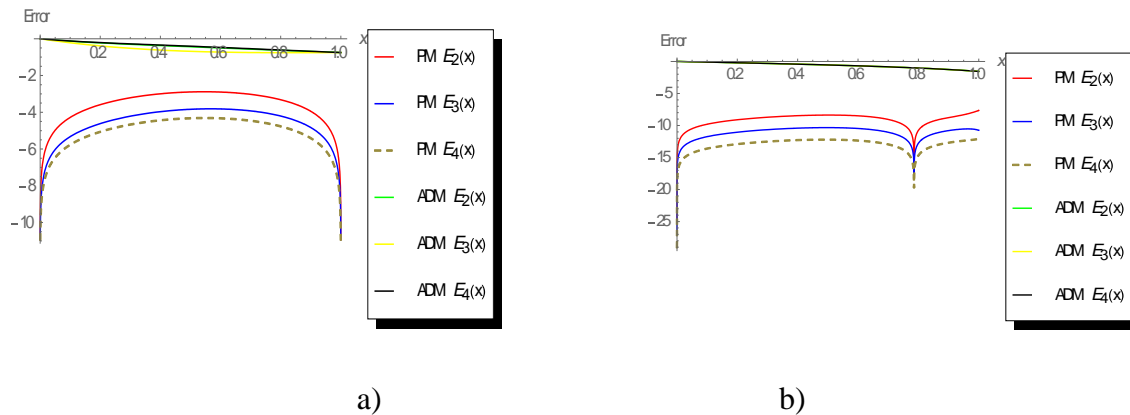 Error
0.2 0.4 0.6 0.8 1.0 x
−2
−4
−6
−8
−10
PM E2(x)
PM E3(x)
PM E4(x)
ADM E2(x)
ADM E3(x)
ADM E4(x)
a)
Error
0.2 0.4 0.6 0.8 1.0 x
−5
−10
−15
−20
−25
PM E2(x)
PM E3(x)
PM E4(x)
ADM E2(x)
ADM E3(x)
ADM E4(x)
b)